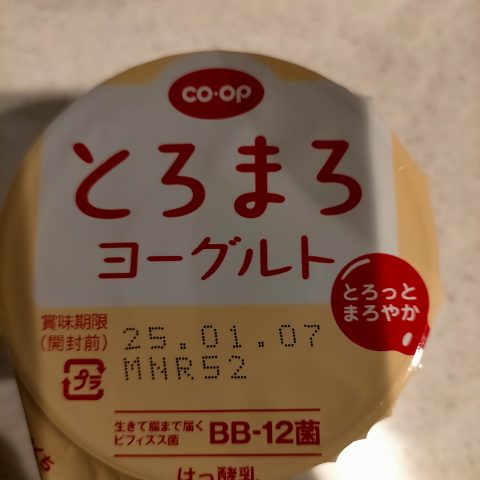 CO・OP
とろまろ
ヨーグルト
とろっと
まろやか
賞味期限
(開封前)
25.01.07
MNR52
プラ
生きて腸まで届く
ビフィズス菌
BB-12菌
はっ酵乳